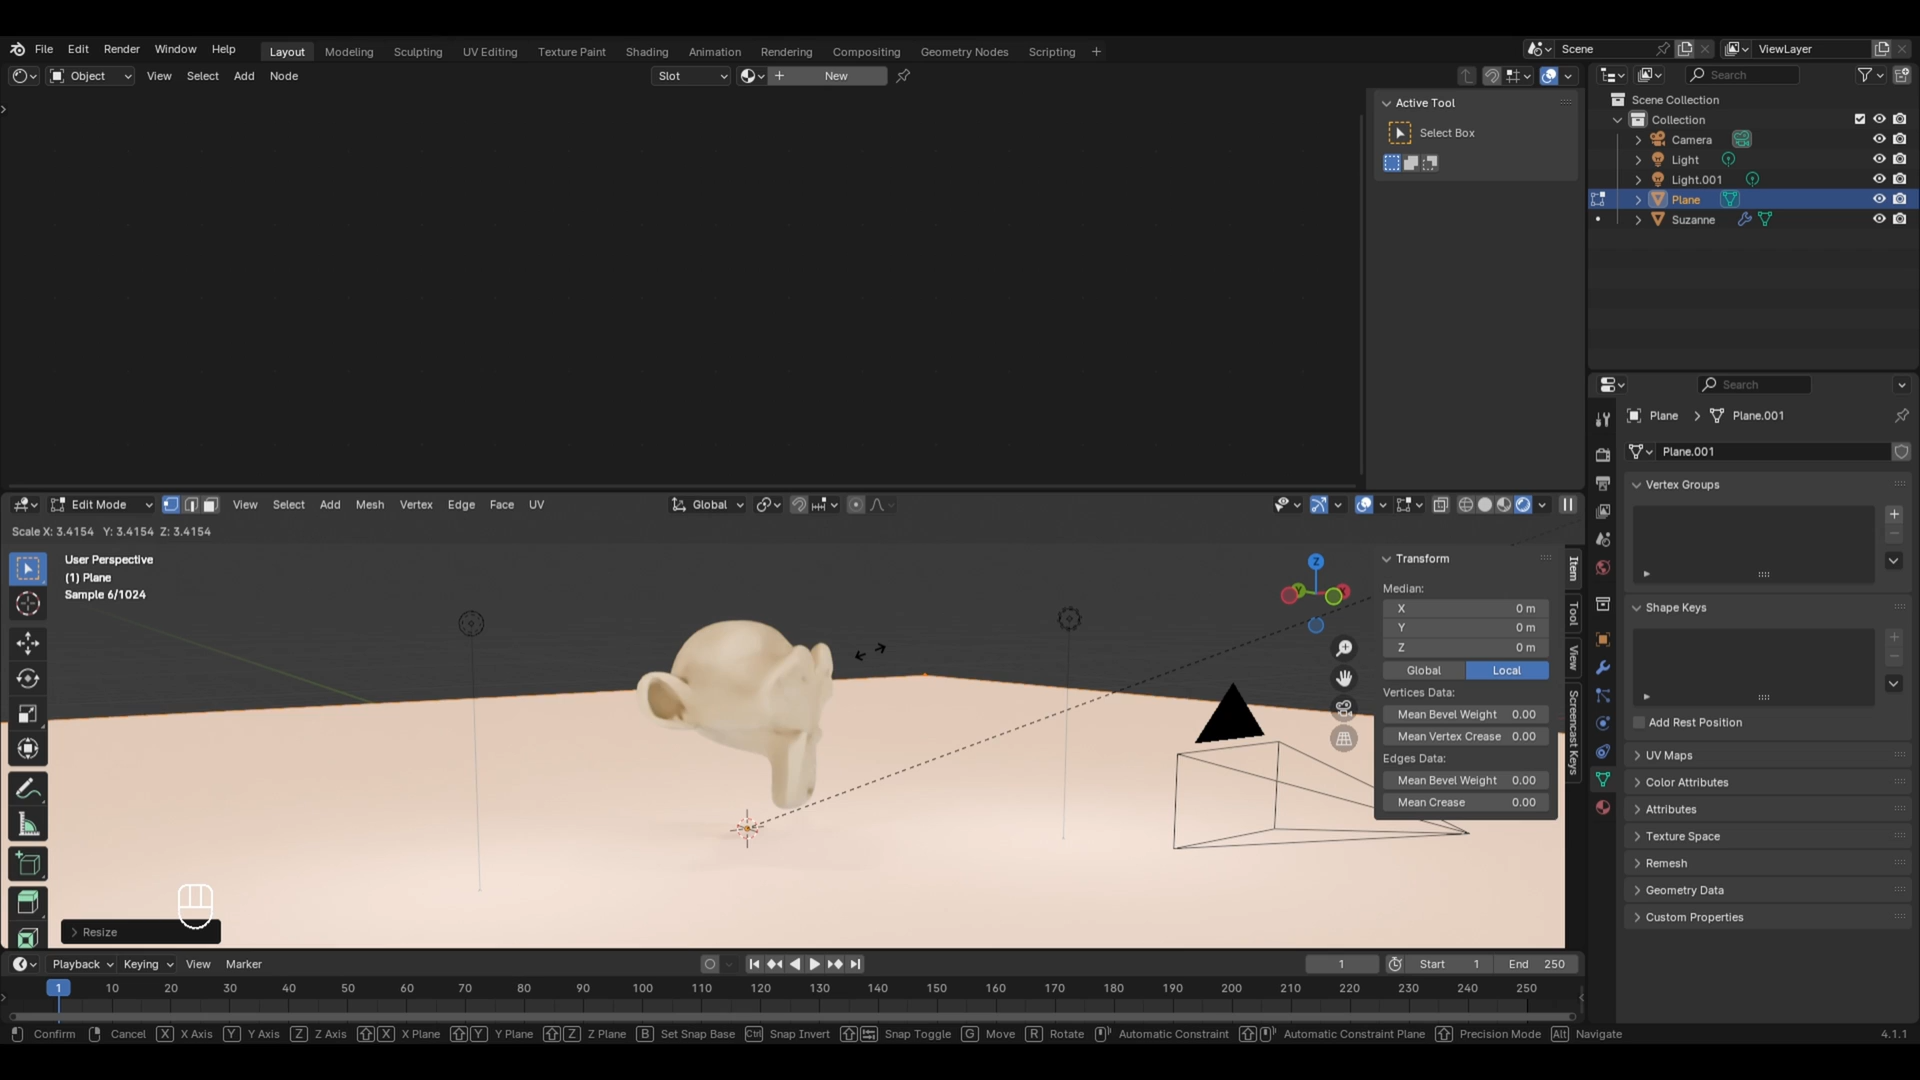 File Edit Render Window Help Layout Modeling Sculpting UV Editing Texture Paint Shading Animation Rendering Compositing Geometry Nodes Scripting + Scene ViewLayer
Object View Select Add Node Slot + New Search
Active Tool
Select Box
Scene Collection
Collection
Camera
Light
Light.001
Plane
Suzanne
Search
Plane > Plane.001
Plane.001
Vertex Groups
Shape Keys
Add Rest Position
UV Maps
Color Attributes
Attributes
Texture Space
Remesh
Geometry Data
Custom Properties
Edit Mode View Select Add Mesh Vertex Edge Face UV Global
Scale X: 3.4154 Y: 3.4154 Z: 3.4154
User Perspective
(1) Plane
Sample 6/1024
Z
Y
X
Transform
Median:
X 0 m
Y 0 m
Z 0 m
Global Local
Vertices Data:
Mean Bevel Weight 0.00
Mean Vertex Crease 0.00
Edges Data:
Mean Bevel Weight 0.00
Mean Crease 0.00
Item
Tool
View
Screencast Keys
Resize
Playback Keying View Marker 1 Start 1 End 250
1 10 20 30 40 50 60 70 80 90 100 110 120 130 140 150 160 170 180 190 200 210 220 230 240 250
Confirm Cancel X X Axis Y Y Axis Z Z Axis X X Plane Y Y Plane Z Z Plane B Set Snap Base Ctrl Snap Invert Snap Toggle G Move R Rotate Automatic Constraint Automatic Constraint Plane Precision Mode Alt Navigate 4.1.1